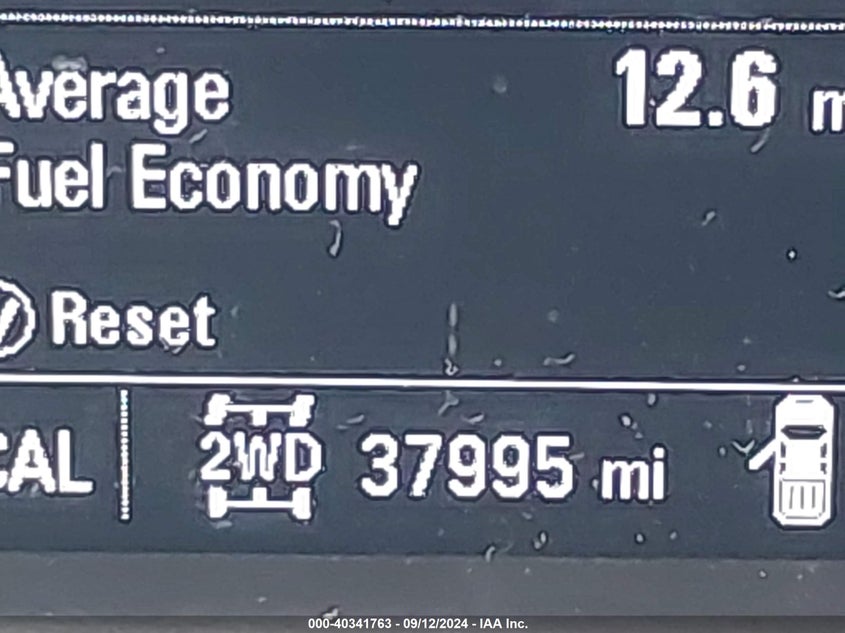 Average 12.6 m
Fuel Economy
Reset
CAL 2WD 37995 mi
000-40341763 - 09/12/2024 - IAA Inc.